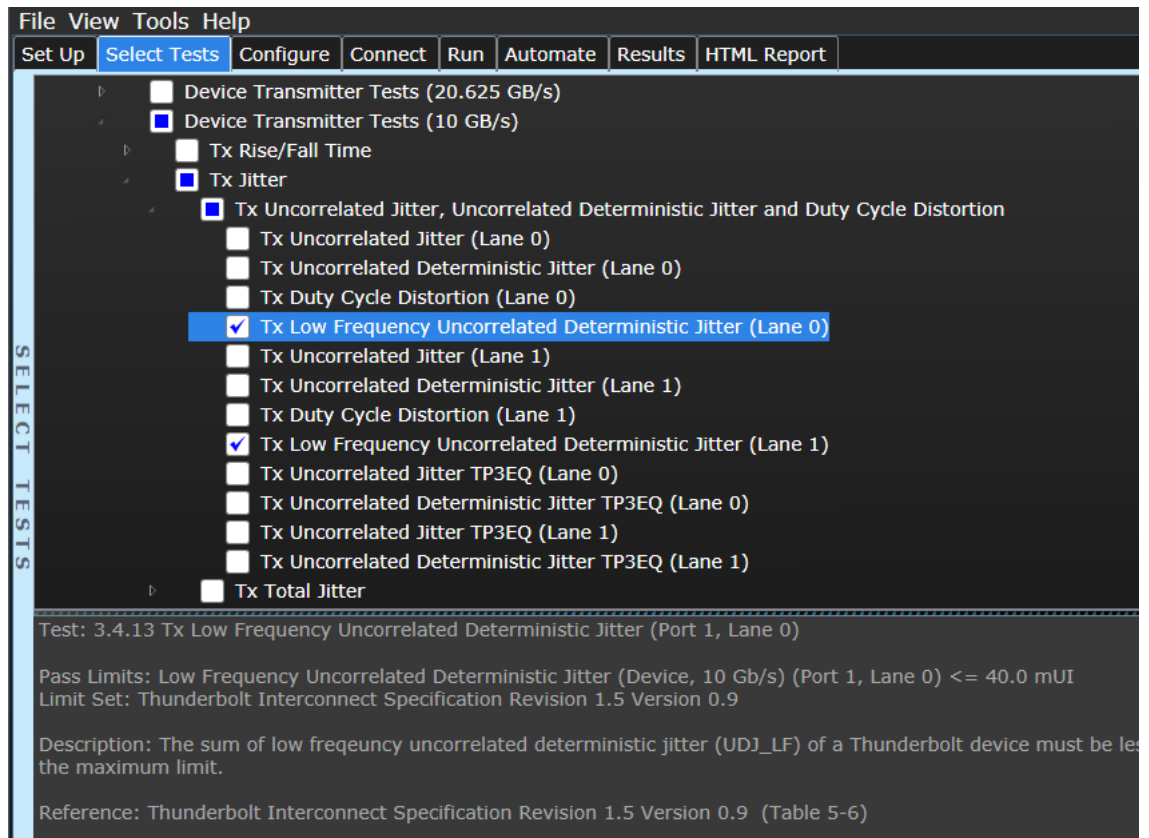 File View Tools Help
Set Up Select Tests Configure Connect Run Automate Results HTML Report
Device Transmitter Tests (20.625 GB/s)
Device Transmitter Tests (10 GB/s)
Tx Rise/Fall Time
Tx Jitter
Tx Uncorrelated Jitter, Uncorrelated Deterministic Jitter and Duty Cycle Distortion
Tx Uncorrelated Jitter (Lane 0)
Tx Uncorrelated Deterministic Jitter (Lane 0)
Tx Duty Cycle Distortion (Lane 0)
Tx Low Frequency Uncorrelated Deterministic Jitter (Lane 0)
Tx Uncorrelated Jitter (Lane 1)
Tx Uncorrelated Deterministic Jitter (Lane 1)
Tx Duty Cycle Distortion (Lane 1)
Tx Low Frequency Uncorrelated Deterministic Jitter (Lane 1)
Tx Uncorrelated Jitter TP3EQ (Lane 0)
Tx Uncorrelated Deterministic Jitter TP3EQ (Lane 0)
Tx Uncorrelated Jitter TP3EQ (Lane 1)
Tx Uncorrelated Deterministic Jitter TP3EQ (Lane 1)
Tx Total Jitter
SELECT TESTS
Test: 3.4.13 Tx Low Frequency Uncorrelated Deterministic Jitter (Port 1, Lane 0)
Pass Limits: Low Frequency Uncorrelated Deterministic Jitter (Device, 10 Gb/s) (Port 1, Lane 0) <= 40.0 mUI
Limit Set: Thunderbolt Interconnect Specification Revision 1.5 Version 0.9
Description: The sum of low freqeuncy uncorrelated deterministic jitter (UDJ_LF) of a Thunderbolt device must be
the maximum limit.
Reference: Thunderbolt Interconnect Specification Revision 1.5 Version 0.9 (Table 5-6)